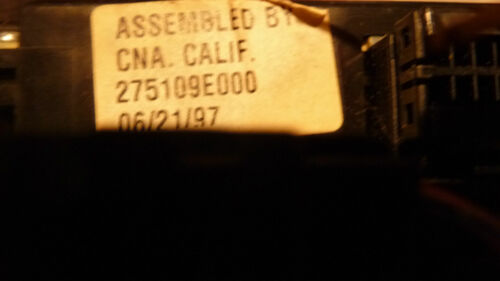 ASSEMBLED BY
CNA. CALIF.
275109E000
06/21/97